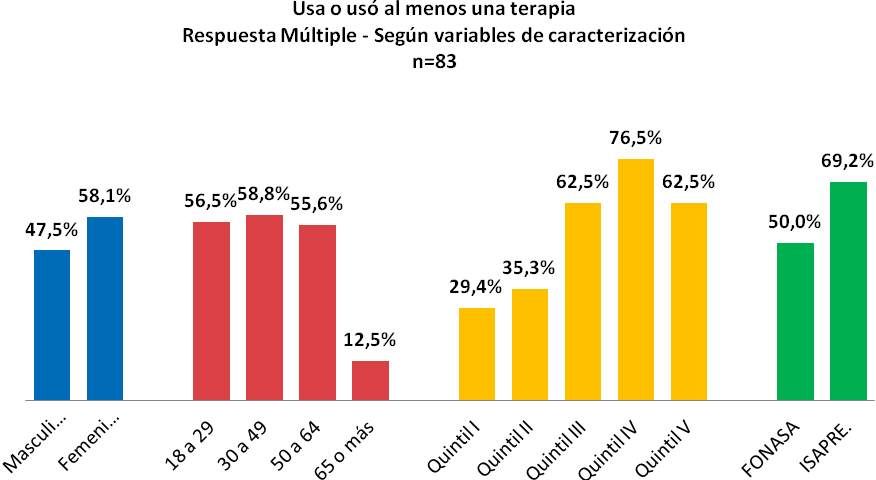 Usa o usó al menos una terapia
Respuesta Múltiple - Según variables de caracterización
n=83
47,5%
58,1%
56,5%
58,8%
55,6%
12,5%
29,4%
35,3%
62,5%
76,5%
62,5%
50,0%
69,2%
Masculi...
Femeni...
18 a 29
30 a 49
50 a 64
65 o más
Quintil I
Quintil II
Quintil III
Quintil IV
Quintil V
FONASA
ISAPRE.